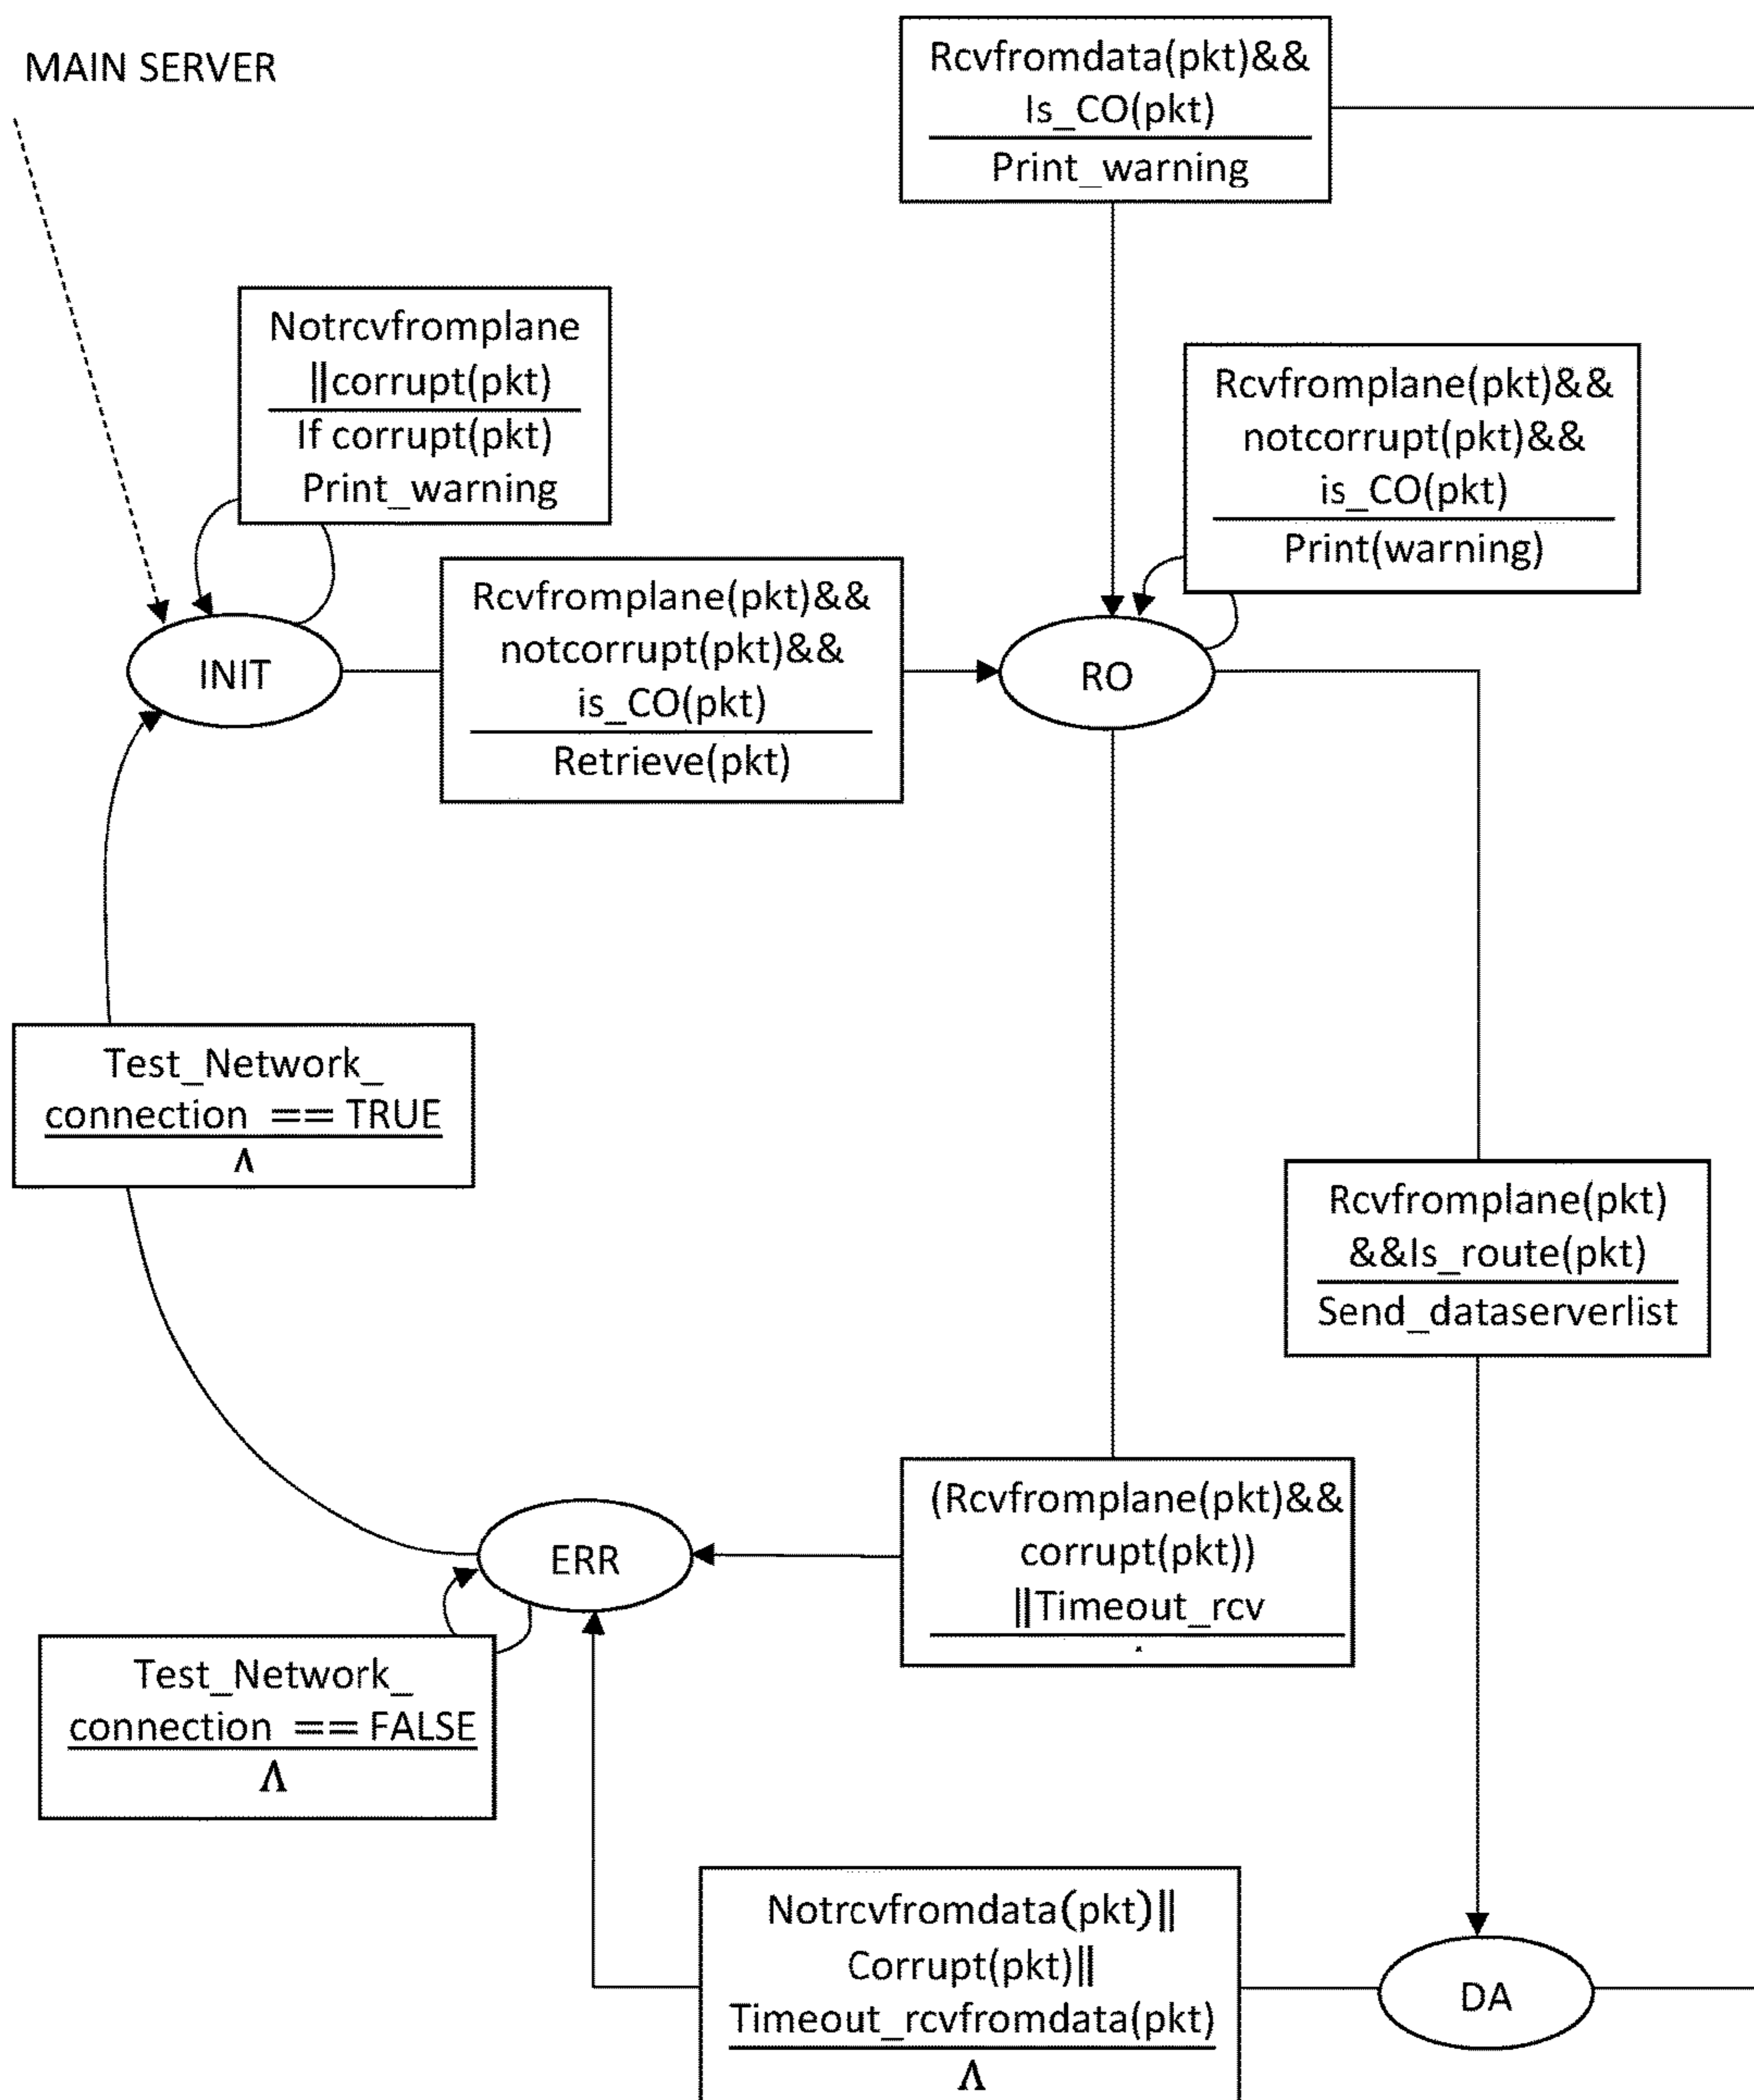 MAIN SERVER
Rcvfromdata(pkt)&&
Is_CO(pkt)
Print_warning
Notrcvfromplane
||corrupt(pkt)
If corrupt(pkt)
Print_warning
Rcvfromplane(pkt)&&
notcorrupt(pkt)&&
is_CO(pkt)
Print(warning)
INIT
Rcvfromplane(pkt)&&
notcorrupt(pkt)&&
is_CO(pkt)
Retrieve(pkt)
RO
Test_Network_
connection == TRUE
Λ
Rcvfromplane(pkt)
&&Is_route(pkt)
Send_dataserverlist
ERR
(Rcvfromplane(pkt)&&
corrupt(pkt))
||Timeout_rcv
Test_Network_
connection == FALSE
Λ
Notrcvfromdata(pkt)||
Corrupt(pkt)||
Timeout_rcvfromdata(pkt)
Λ
DA